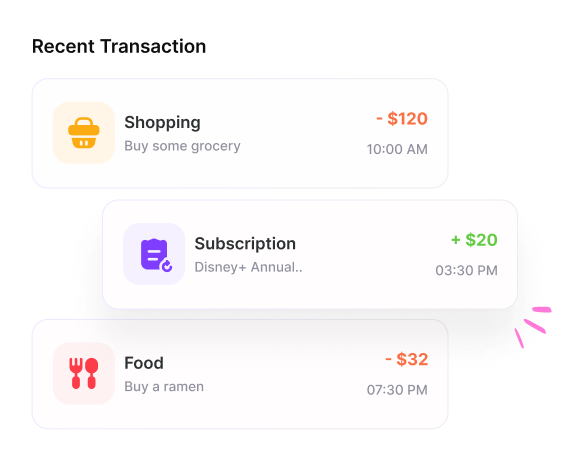 Recent Transaction
Shopping
- $120
Buy some grocery
10:00 AM
Subscription
+ $20
Disney+ Annual..
03:30 PM
Food
- $32
Buy a ramen
07:30 PM